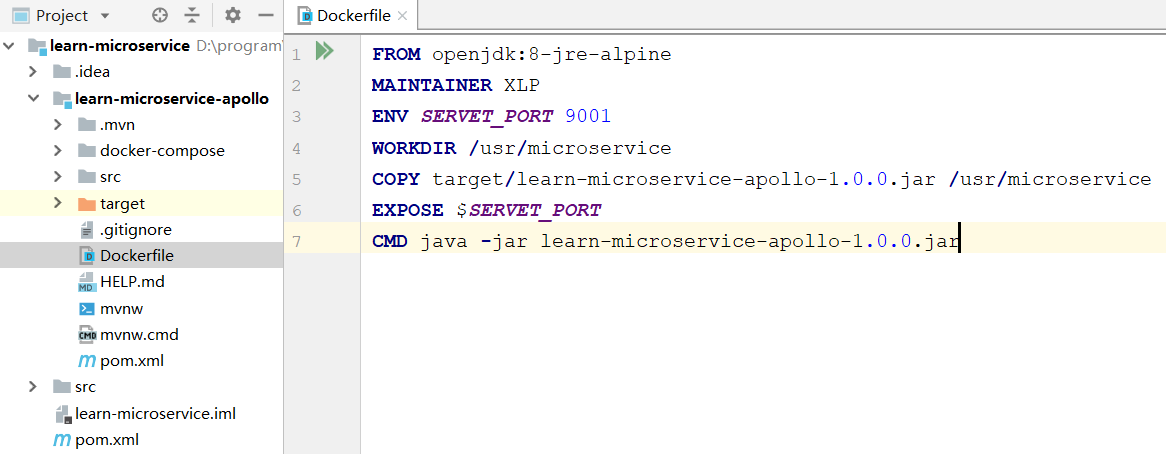 Project
Dockerfile
learn-microservice D:\program\
.idea
learn-microservice-apollo
.mvn
docker-compose
src
target
.gitignore
Dockerfile
HELP.md
mvnw
mvnw.cmd
pom.xml
src
learn-microservice.iml
pom.xml
1 FROM openjdk:8-jre-alpine
2 MAINTAINER XLP
3 ENV SERVET_PORT 9001
4 WORKDIR /usr/microservice
5 COPY target/learn-microservice-apollo-1.0.0.jar /usr/microservice
6 EXPOSE $SERVET_PORT
7 CMD java -jar learn-microservice-apollo-1.0.0.jar